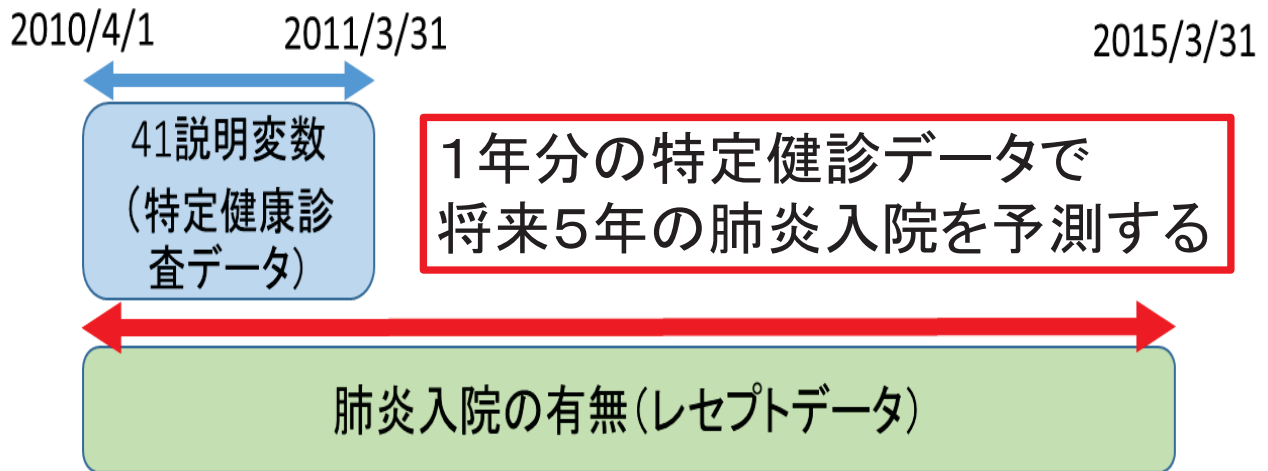 2010/4/1
2011/3/31
2015/3/31
41説明変数
（特定健康診
査データ）
１年分の特定健診データで
将来５年の肺炎入院を予測する
肺炎入院の有無（レセプトデータ）